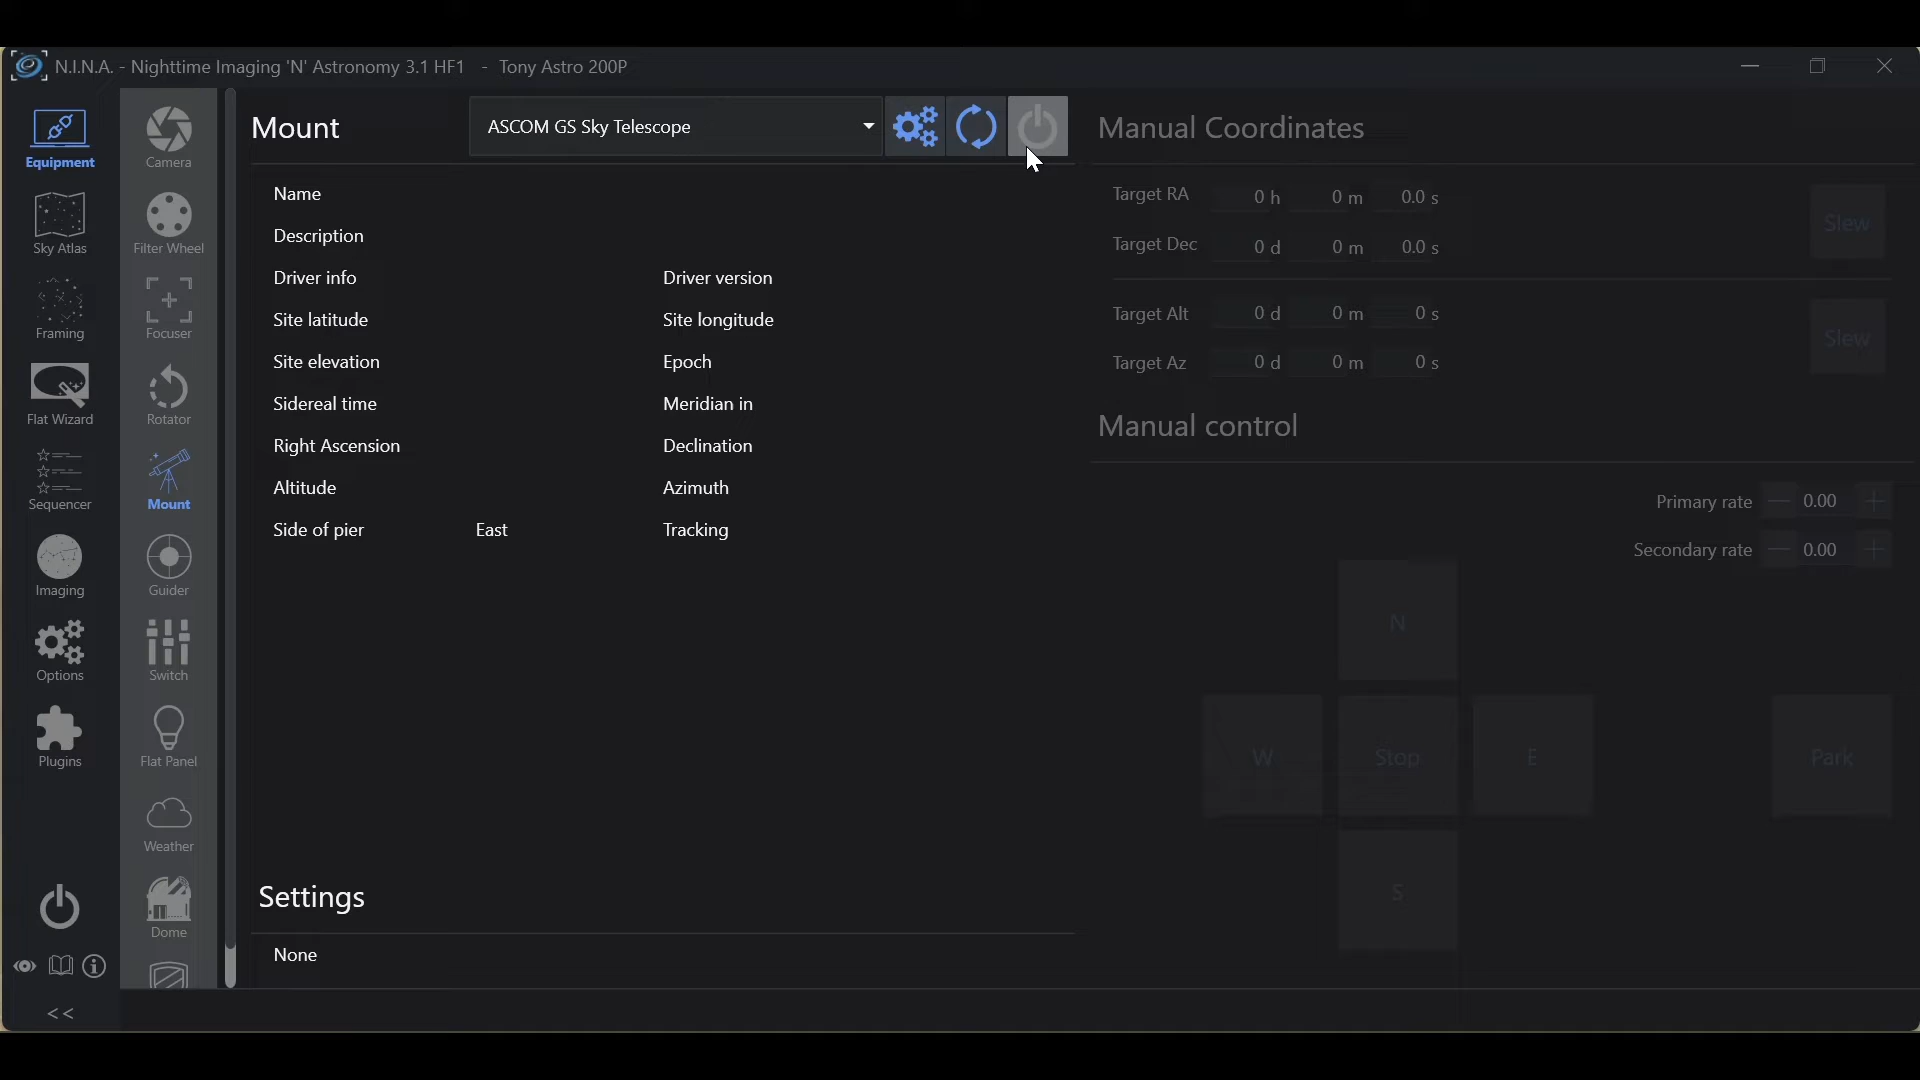 N.I.N.A. - Nighttime Imaging 'N' Astronomy 3.1 HF1 - Tony Astro 200P
Equipment
Sky Atlas
Framing
Flat Wizard
Sequencer
Imaging
Options
Plugins
<<
Camera
Filter Wheel
Focuser
Rotator
Mount
Guider
Switch
Flat Panel
Weather
Dome
Mount ASCOM GS Sky Telescope
Name
Description
Driver info Driver version
Site latitude Site longitude
Site elevation Epoch
Sidereal time Meridian in
Right Ascension Declination
Altitude Azimuth
Side of pier East Tracking
Settings
None
Manual Coordinates
Target RA 0 h 0 m 0.0 s
Target Dec 0 d 0 m 0.0 s
Slew
Target Alt 0 d 0 m 0 s
Target Az 0 d 0 m 0 s
Slew
Manual control
Primary rate — 0.00 +
Secondary rate — 0.00 +
N
W Stop E Park
S